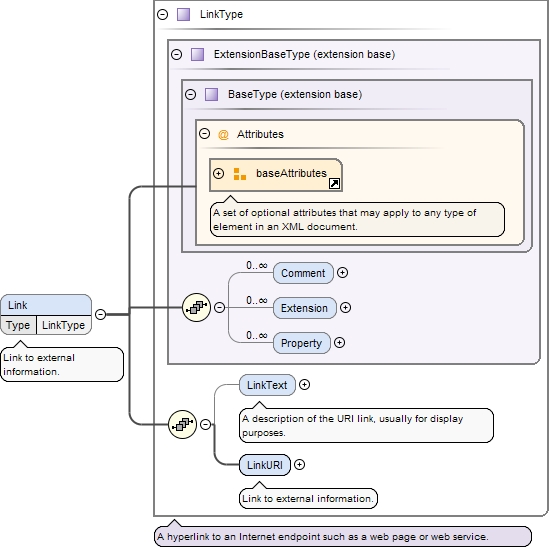 LinkType
ExtensionBaseType (extension base)
BaseType (extension base)
@ Attributes
baseAttributes
A set of optional attributes that may apply to any type of
element in an XML document.
0..∞
Comment
0..∞
Extension
0..∞
Property
Link
Type LinkType
Link to external
information.
LinkText
A description of the URI link, usually for display
purposes.
LinkURI
Link to external information.
A hyperlink to an Internet endpoint such as a web page or web service.